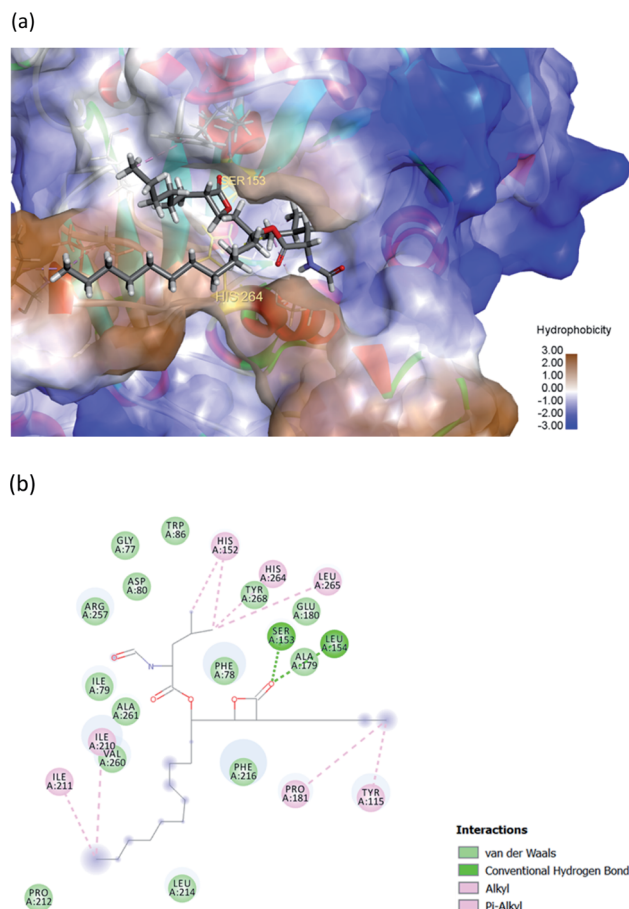 (a)
SER 153
HIS 264
Hydrophobicity
3.00
2.00
1.00
0.00
-1.00
-2.00
-3.00
(b)
TRP
A:86
GLY
A:77
HIS
A:152
ASP
A:80
HIS
A:264
LEU
A:265
TYR
A:268
ARG
A:257
GLU
A:180
SER
A:153
LEU
A:154
ALA
A:179
PHE
A:78
O
N
ILE
A:79
O
O
O
O
ALA
A:261
ILE
A:210
VAL
A:260
PHE
A:216
ILE
A:211
PRO
A:181
TYR
A:115
LEU
A:214
PRO
A:212
Interactions
van der Waals
Conventional Hydrogen Bond
Alkyl
Pi-Alkyl